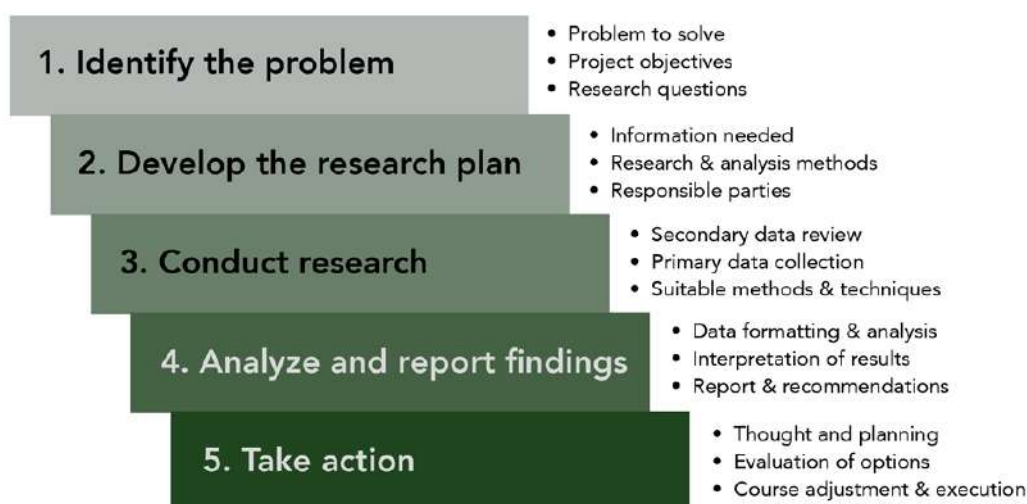 1. Identify the problem
• Problem to solve
• Project objectives
• Research questions
2. Develop the research plan
• Information needed
• Research & analysis methods
• Responsible parties
3. Conduct research
• Secondary data review
• Primary data collection
• Suitable methods & techniques
4. Analyze and report findings
• Data formatting & analysis
• Interpretation of results
• Report & recommendations
5. Take action
• Thought and planning
• Evaluation of options
• Course adjustment & execution